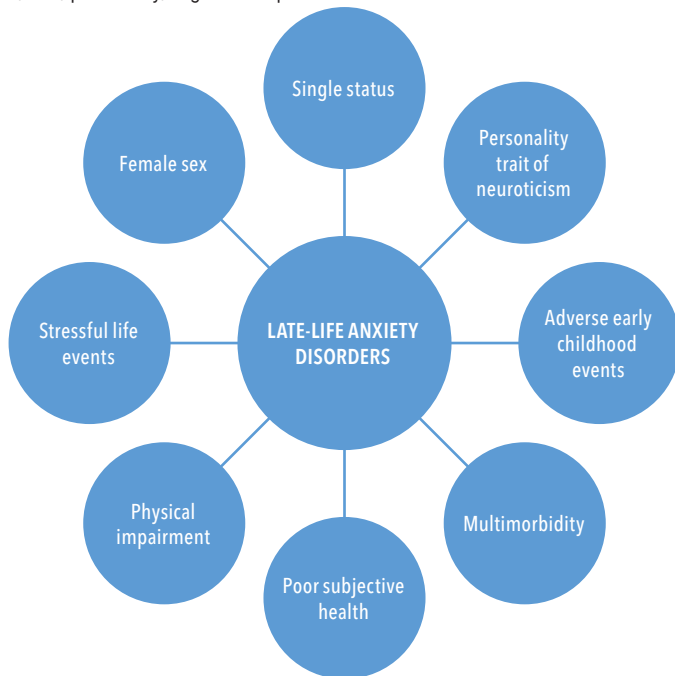 Single status
Personality
trait of
neuroticism
Female sex
Stressful life
events
LATE-LIFE ANXIETY
DISORDERS
Adverse early
childhood
events
Physical
impairment
Multimorbidity
Poor subjective
health